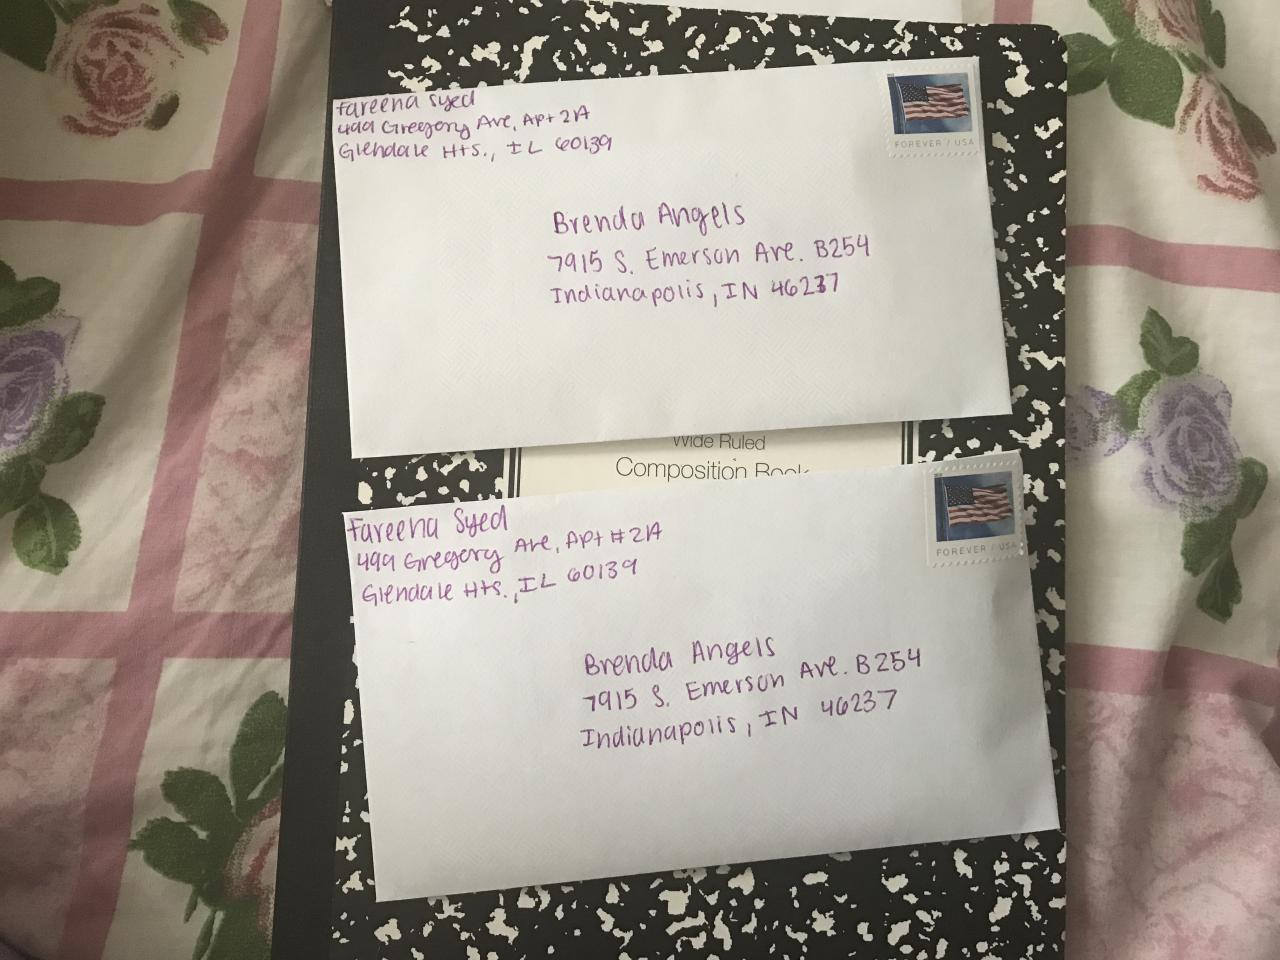 Fareena Syed
499 Gregory Ave, Apt 2A
Glendale Hts., IL 60139
FOREVER / USA
Brenda Angels
7915 S. Emerson Ave. B254
Indianapolis, IN 46237
Wide Ruled
Composition Book
Fareena Syed
499 Gregory Ave, Apt #2A
Glendale Hts., IL 60139
FOREVER / USA
Brenda Angels
7915 S. Emerson Ave. B254
Indianapolis, IN 46237